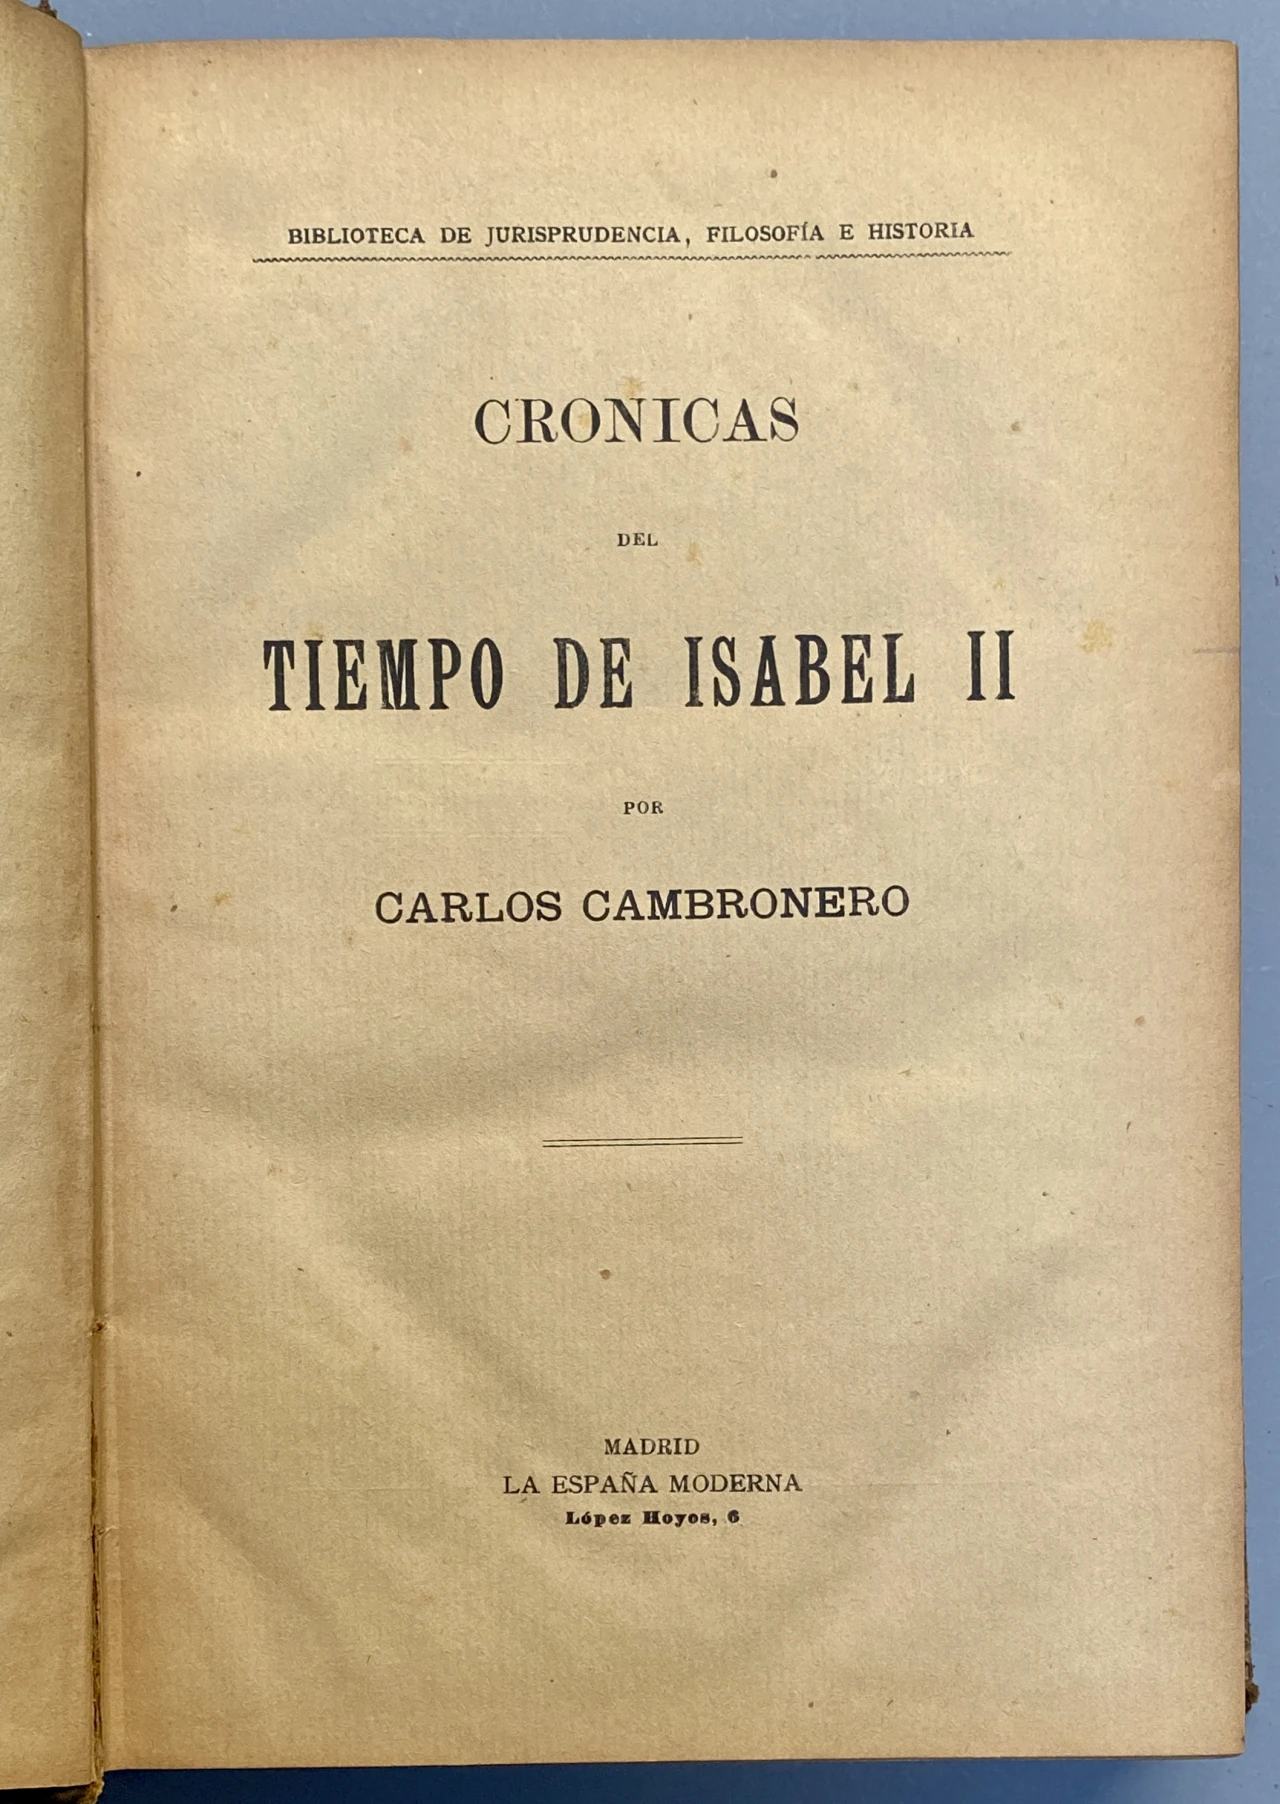 BIBLIOTECA DE JURISPRUDENCIA, FILOSOFÍA E HISTORIA
CRONICAS
DEL
TIEMPO DE ISABEL II
POR
CARLOS CAMBRONERO
MADRID
LA ESPAÑA MODERNA
López Hoyos, 6